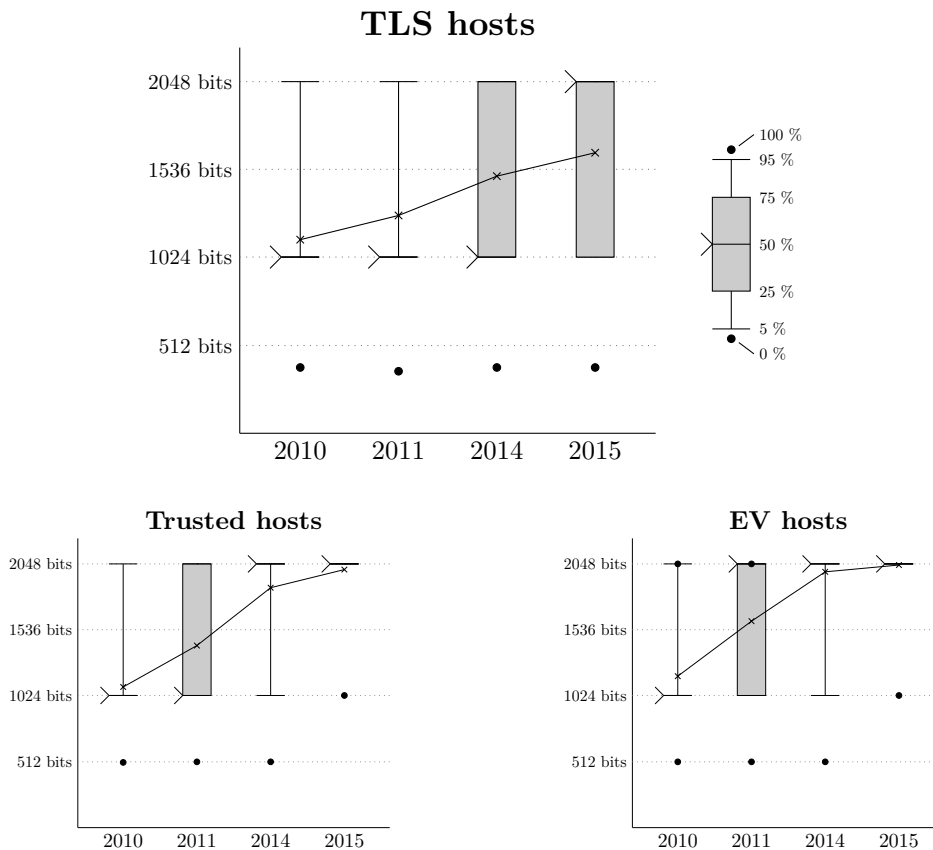 TLS hosts
2048 bits
1536 bits
1024 bits
512 bits
2010 2011 2014 2015
100 %
95 %
75 %
50 %
25 %
5 %
0 %
Trusted hosts
2048 bits
1536 bits
1024 bits
512 bits
2010 2011 2014 2015
EV hosts
2048 bits
1536 bits
1024 bits
512 bits
2010 2011 2014 2015